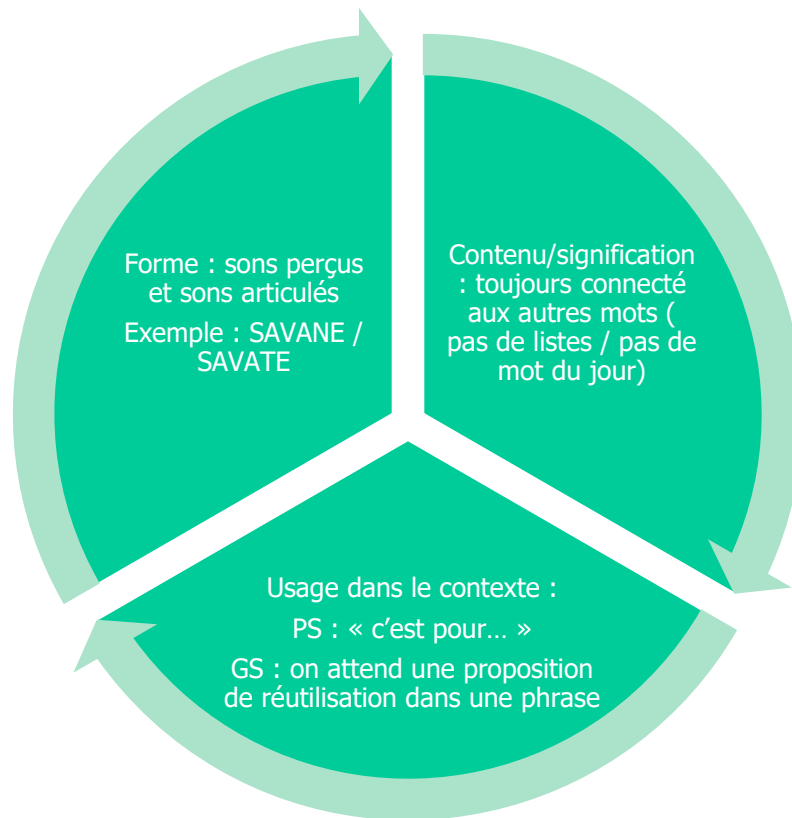 Forme : sons perçus
et sons articulés
Exemple : SAVANE /
SAVATE
Contenu/signification
: toujours connecté
aux autres mots (
pas de listes / pas de
mot du jour)
Usage dans le contexte :
PS : « c'est pour… »
GS : on attend une proposition
de réutilisation dans une phrase